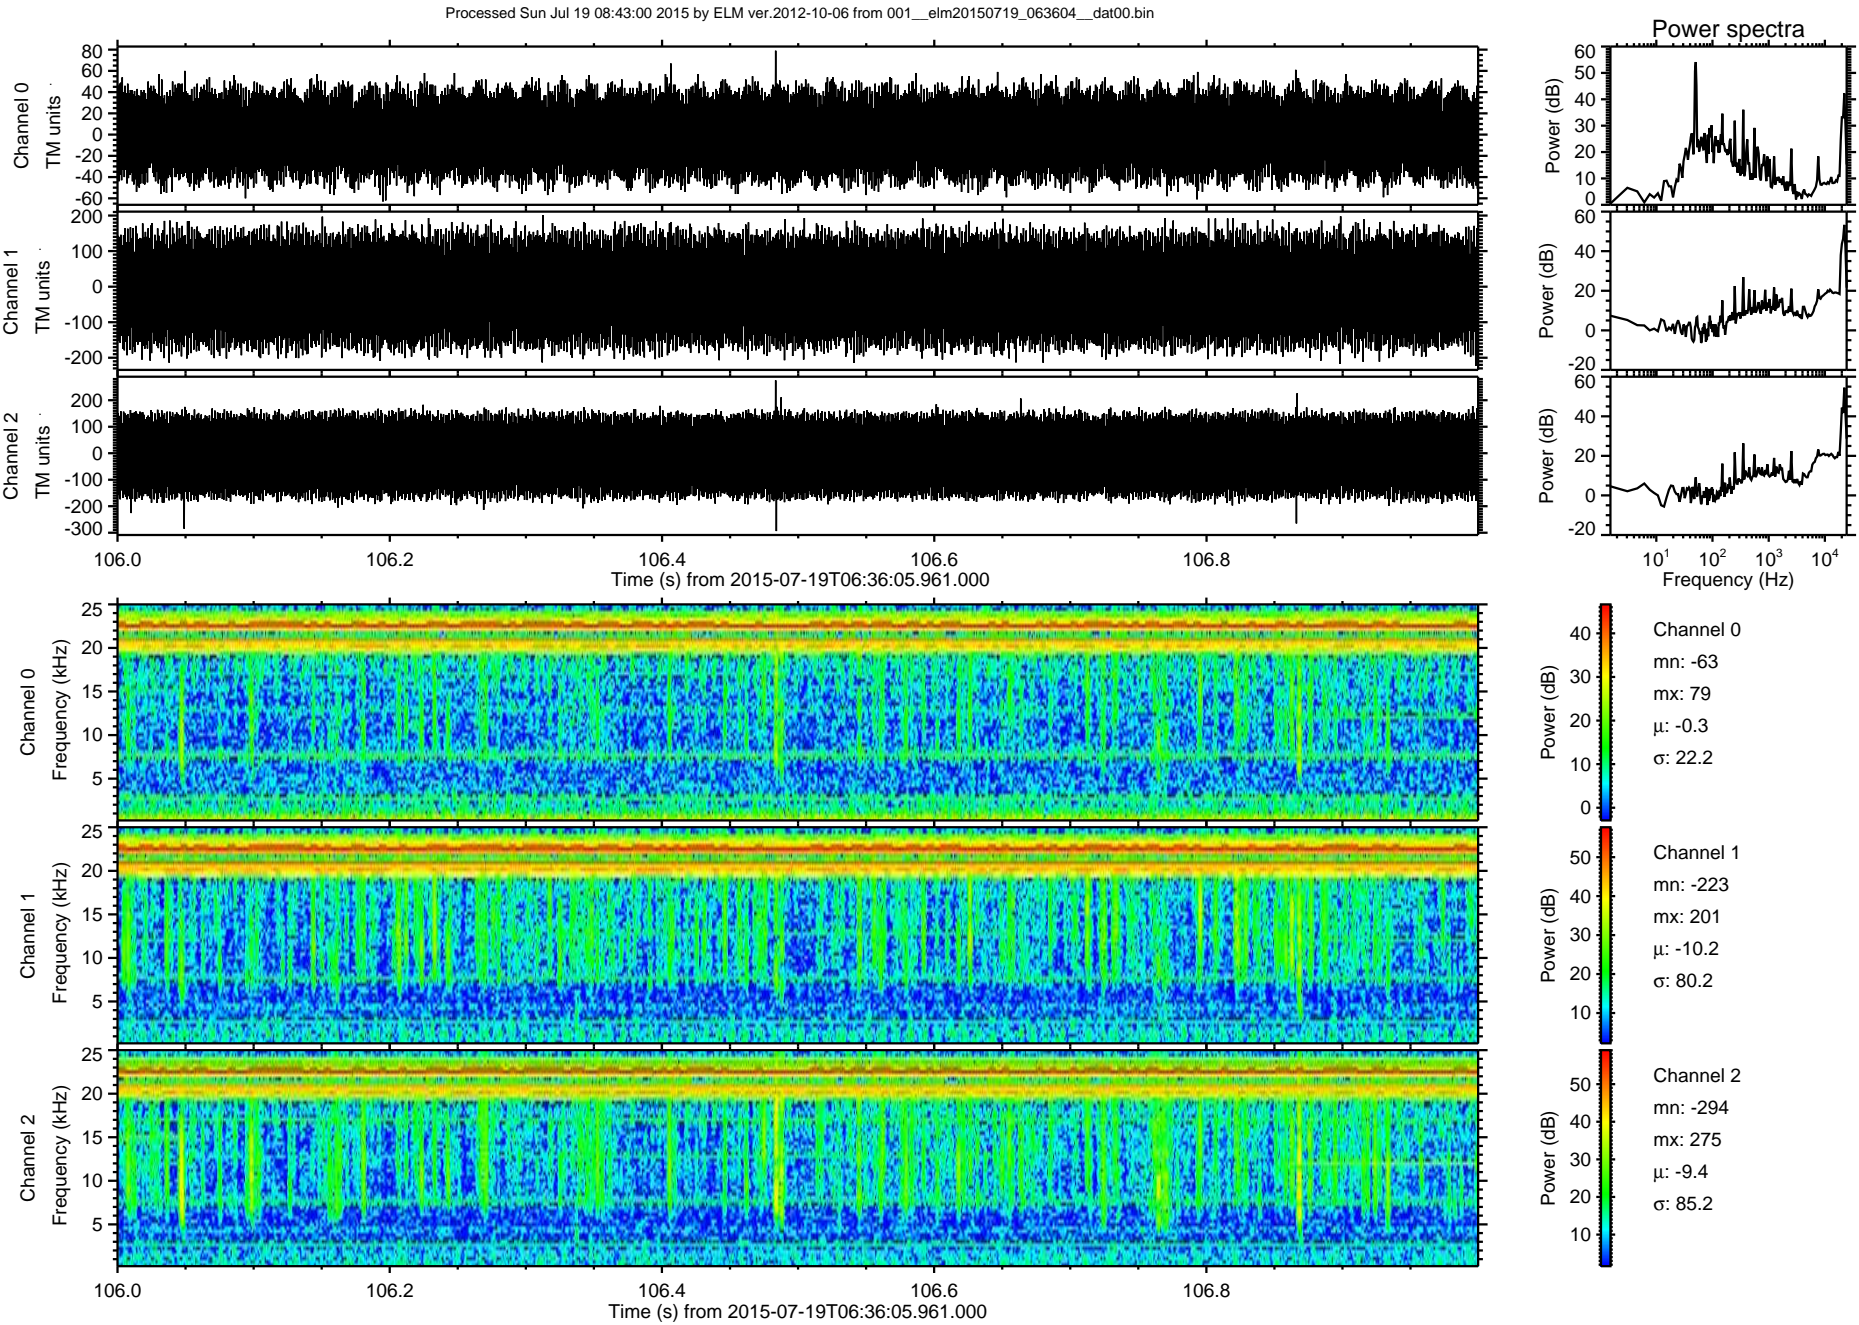 Processed Sun Jul 19 08:43:00 2015 by ELM ver.2012-10-06 from 001__elm20150719_063604__dat00.bin
Power spectra
Channel 0
TM units
80
60
40
20
0
-20
-40
-60
Power (dB)
60
50
40
30
20
10
0
Channel 1
TM units
200
100
0
-100
-200
Power (dB)
60
40
20
0
-20
Channel 2
TM units
200
100
0
-100
-200
-300
Power (dB)
60
40
20
0
-20
106.0 106.2 106.4 106.6 106.8
Time (s) from 2015-07-19T06:36:05.961.000
10¹ 10² 10³ 10⁴
Frequency (Hz)
Channel 0
Frequency (kHz)
25
20
15
10
5
Power (dB)
40
30
20
10
0
Channel 0
mn: -63
mx: 79
μ: -0.3
σ: 22.2
Channel 1
Frequency (kHz)
25
20
15
10
5
Power (dB)
50
40
30
20
10
Channel 1
mn: -223
mx: 201
μ: -10.2
σ: 80.2
Channel 2
Frequency (kHz)
25
20
15
10
5
Power (dB)
50
40
30
20
10
Channel 2
mn: -294
mx: 275
μ: -9.4
σ: 85.2
106.0 106.2 106.4 106.6 106.8
Time (s) from 2015-07-19T06:36:05.961.000